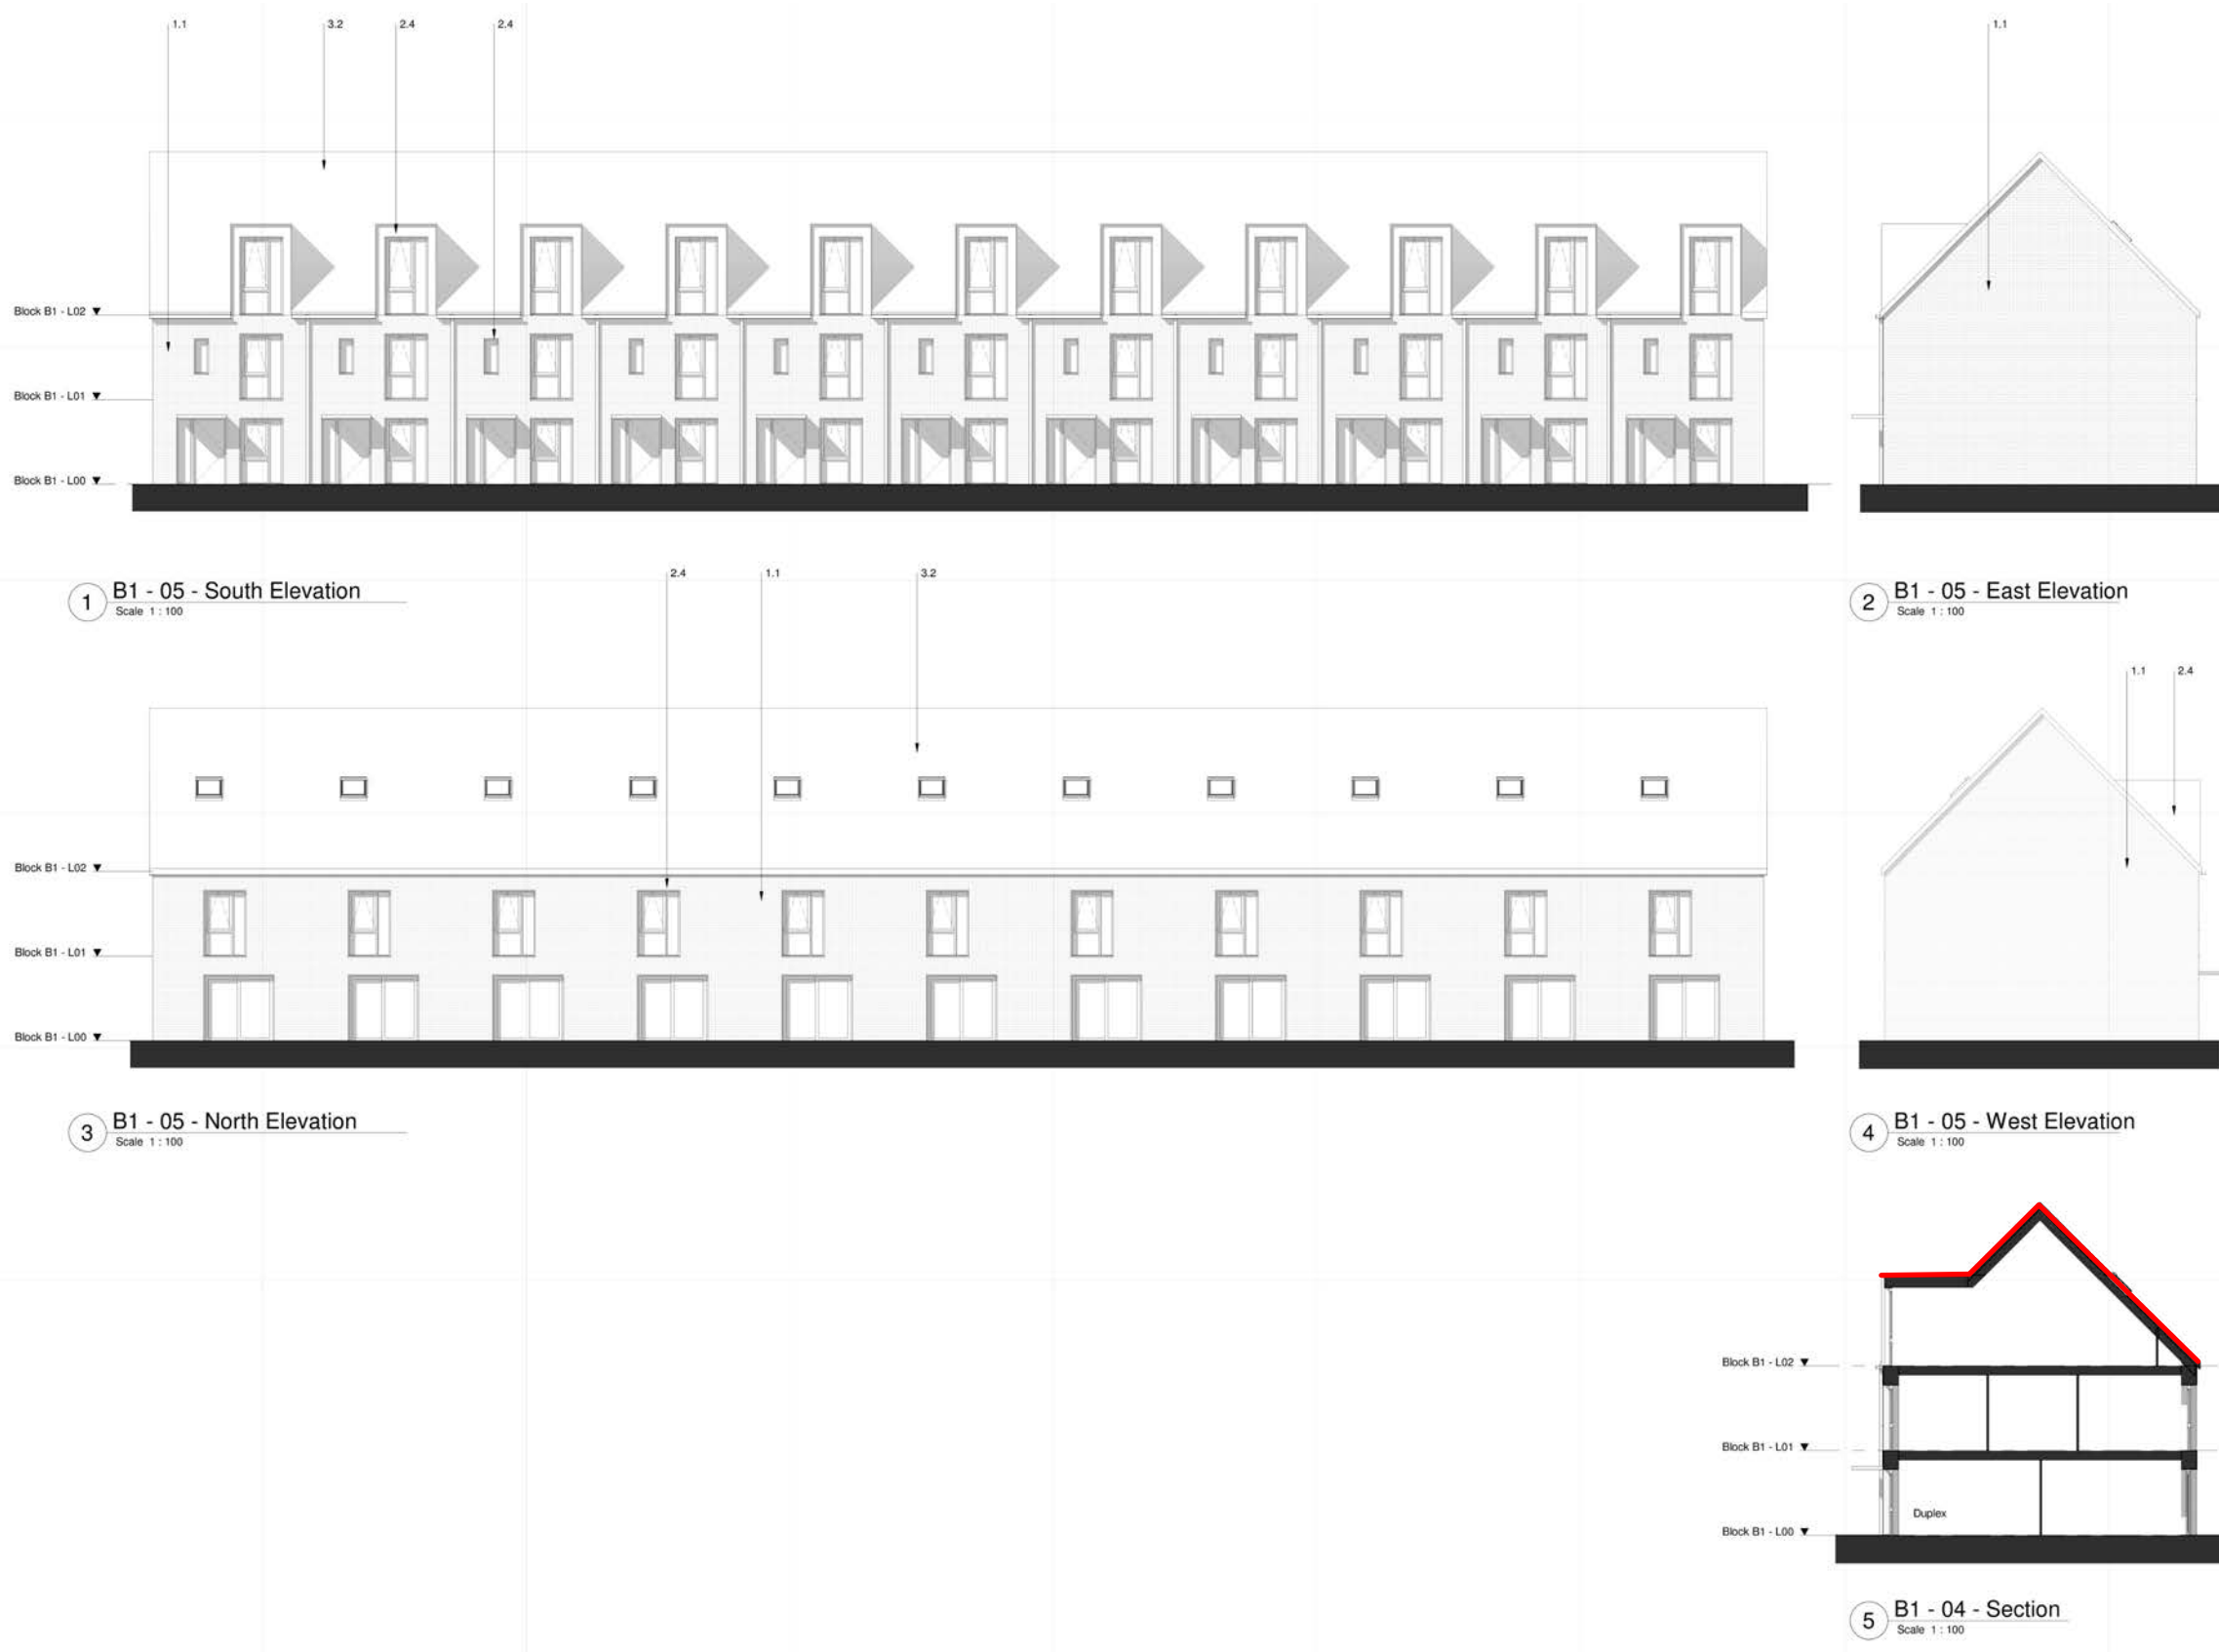 1.1
3.2
2.4
2.4
1.1
Block B1 - L02
Block B1 - L01
Block B1 - L00
1
B1 - 05 - South Elevation
Scale 1 : 100
2
B1 - 05 - East Elevation
Scale 1 : 100
2.4
1.1
3.2
1.1
2.4
Block B1 - L02
Block B1 - L01
Block B1 - L00
3
B1 - 05 - North Elevation
Scale 1 : 100
4
B1 - 05 - West Elevation
Scale 1 : 100
Block B1 - L02
Block B1 - L01
Duplex
Block B1 - L00
5
B1 - 04 - Section
Scale 1 : 100